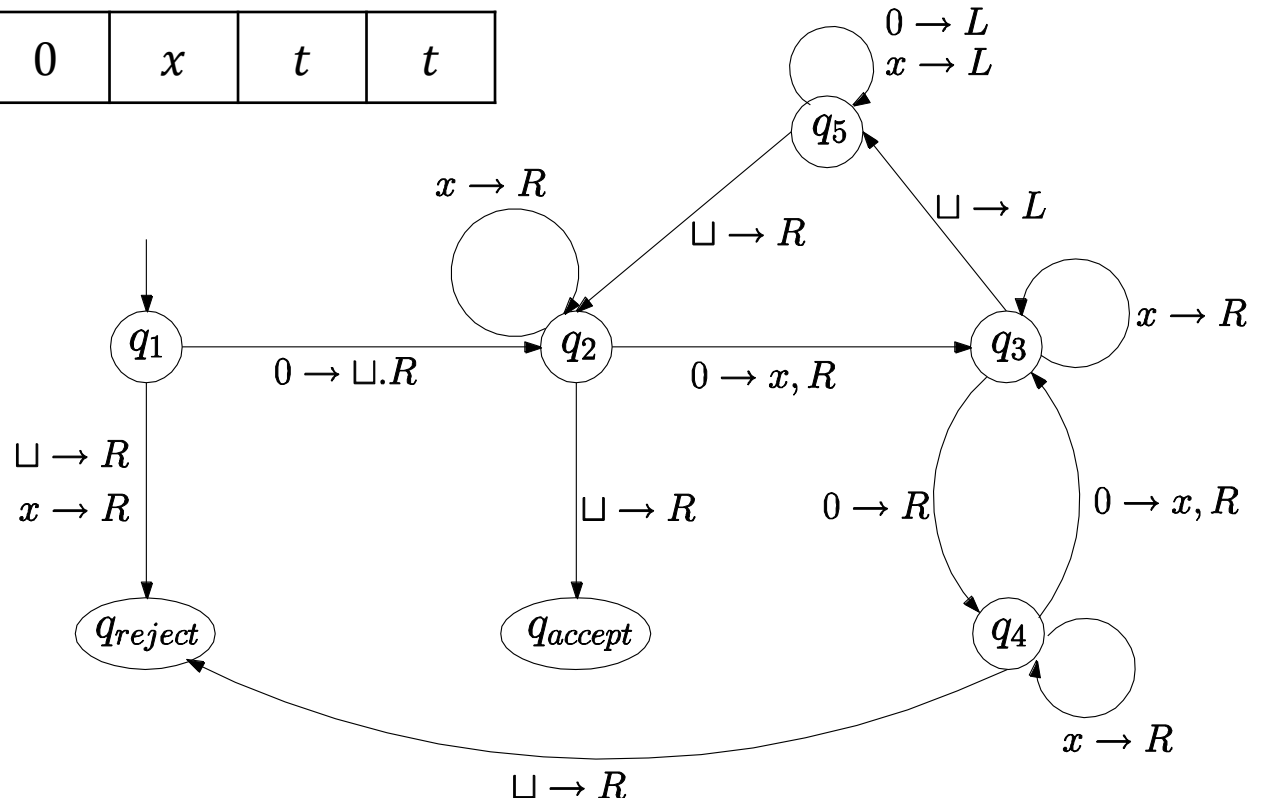 0 x t t
0 → L
x → L
q5
x → R
⊔ → R
⊔ → L
q1
q2
q3
x → R
0 → ⊔.R
0 → x, R
⊔ → R
x → R
⊔ → R
0 → R
0 → x, R
qreject
qaccept
q4
x → R
⊔ → R